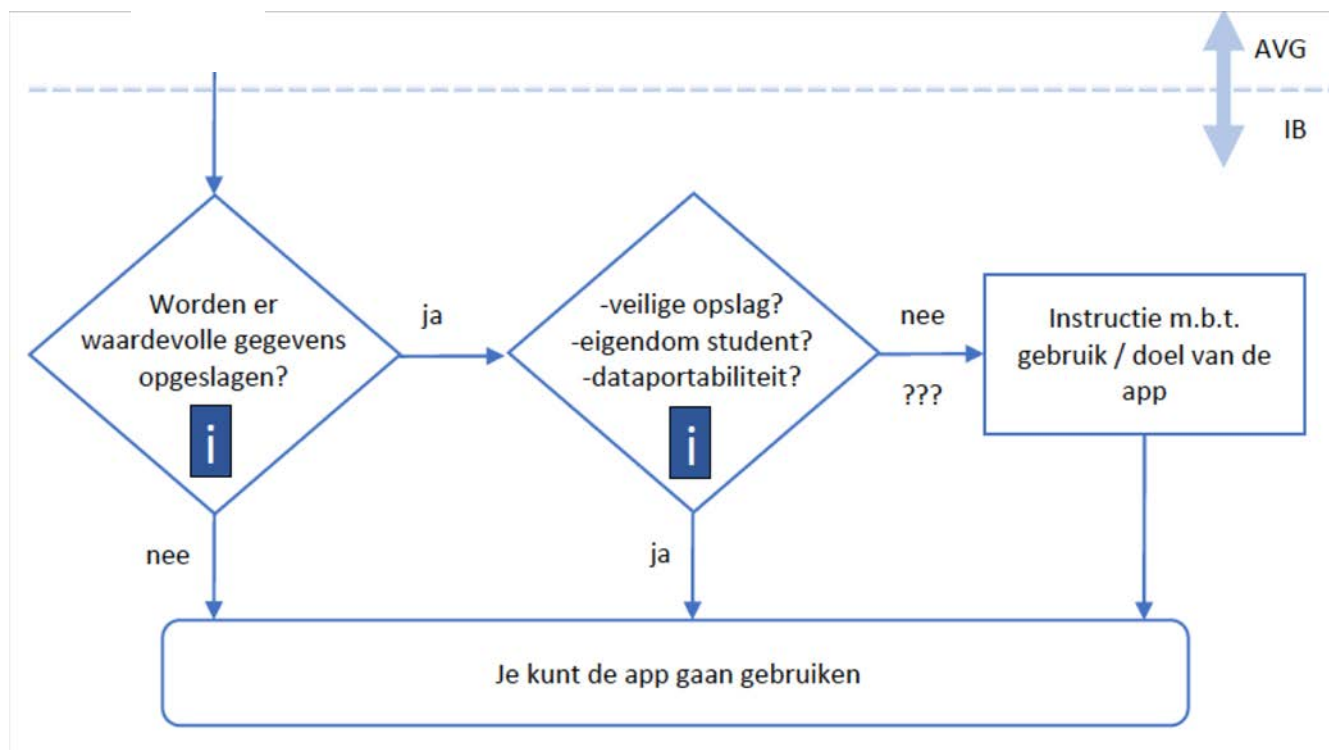 AVG
IB
Worden er
waardevolle gegevens
opgeslagen?
i
ja
-veilige opslag?
-eigendom student?
-dataportabiliteit?
i
nee
???
Instructie m.b.t.
gebruik / doel van de
app
nee
ja
Je kunt de app gaan gebruiken